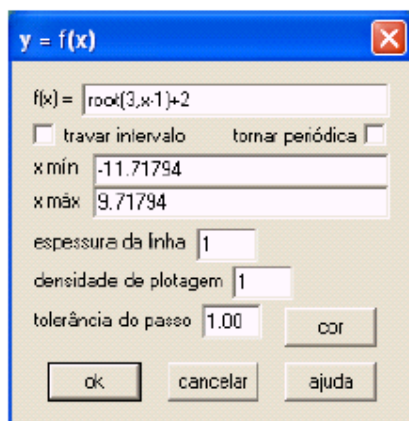 y = f(x)
f(x) = root(3,x-1)+2
travar intervalo tornar periódica
x mín -11.71794
x máx 9.71794
espessura da linha 1
densidade de plotagem 1
tolerância do passo 1.00 cor
ok cancelar ajuda